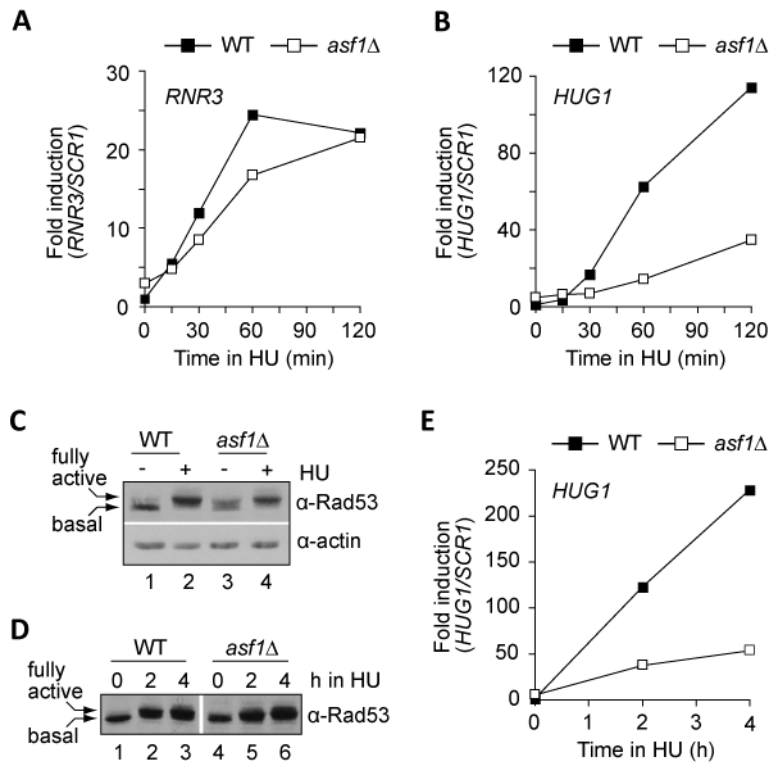 A
WT asf1Δ
RNR3
Fold induction
(RNR3/SCR1)
30
20
10
0
0 30 60 90 120
Time in HU (min)
B
WT asf1Δ
HUG1
Fold induction
(HUG1/SCR1)
120
80
40
0
0 30 60 90 120
Time in HU (min)
C
WT asf1Δ
- + - + HU
fully
active
basal
α-Rad53
α-actin
1 2 3 4
D
WT asf1Δ
0 2 4 0 2 4 h in HU
fully
active
basal
α-Rad53
1 2 3 4 5 6
E
WT asf1Δ
HUG1
Fold induction
(HUG1/SCR1)
250
200
150
100
50
0
0 1 2 3 4
Time in HU (h)